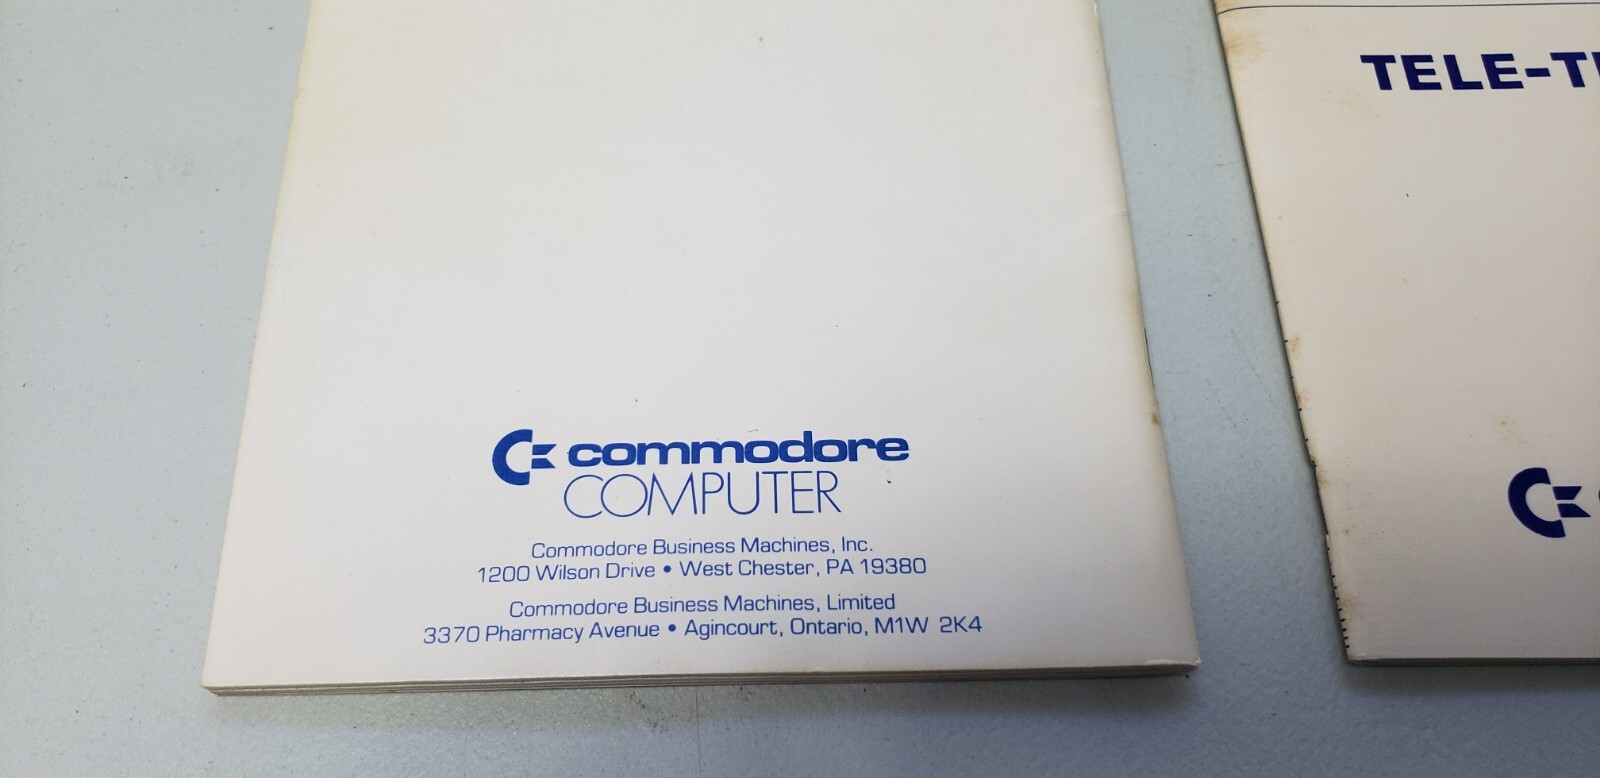 commodore
COMPUTER
Commodore Business Machines, Inc.
1200 Wilson Drive • West Chester, PA 19380
Commodore Business Machines, Limited
3370 Pharmacy Avenue • Agincourt, Ontario, M1W 2K4
TELE-T